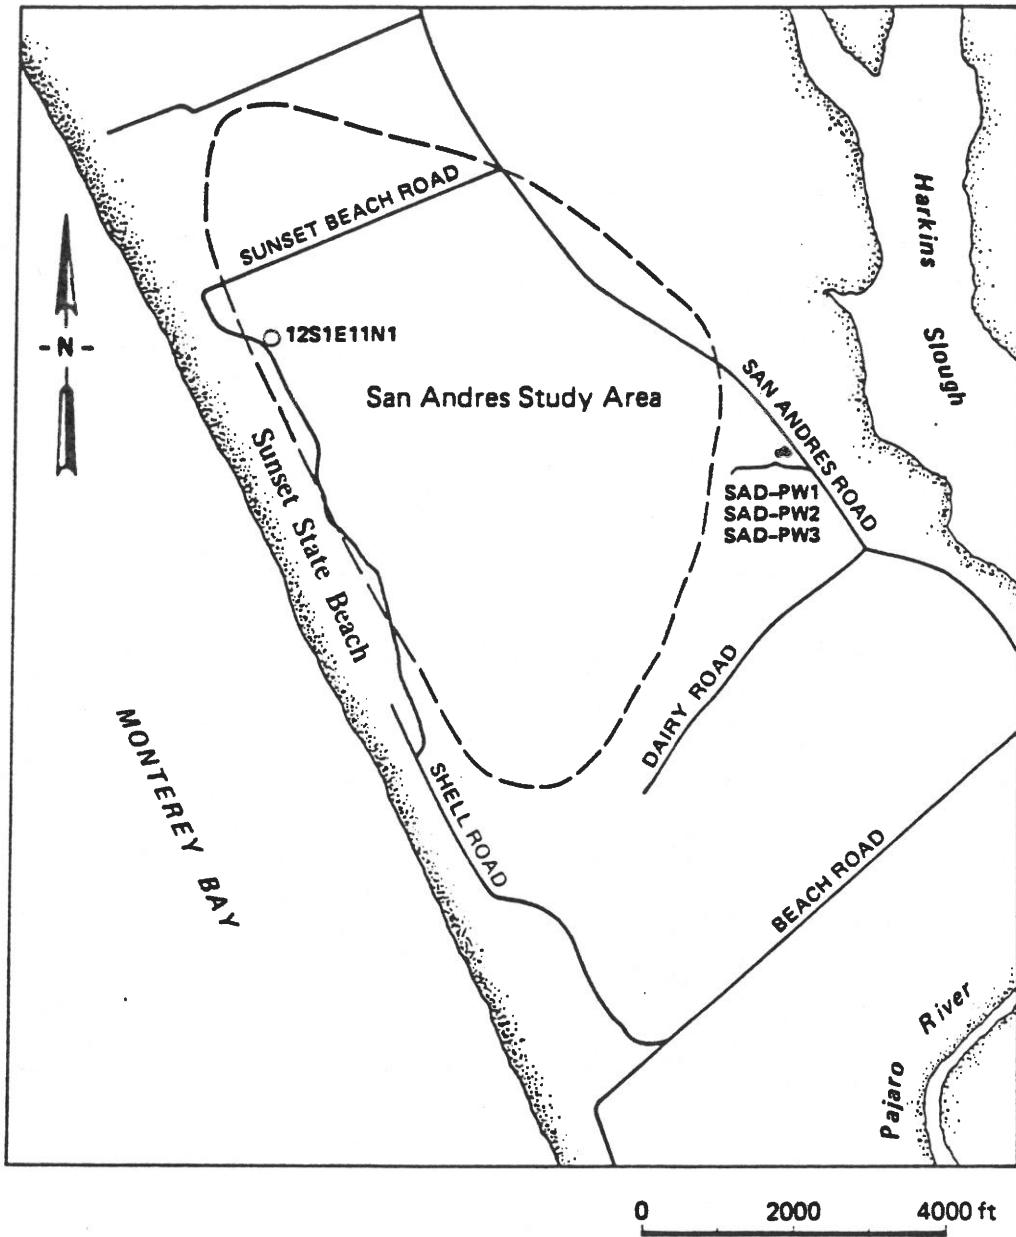 SUNSET BEACH ROAD
Harkins
Slough
- N -
12S1E11N1
San Andres Study Area
SAN ANDRES ROAD
Sunset State Beach
SAD-PW1
SAD-PW2
SAD-PW3
DAIRY ROAD
MONTEREY BAY
SHELL ROAD
BEACH ROAD
Pajaro River
0 2000 4000 ft